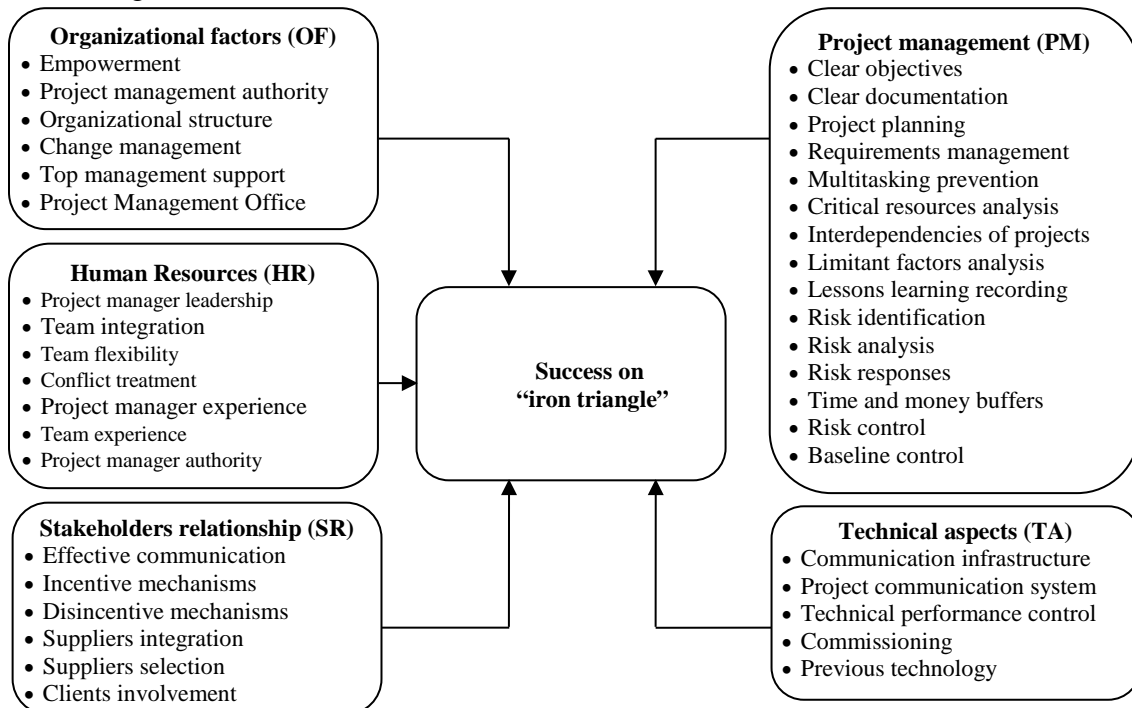 Organizational factors (OF)
• Empowerment
• Project management authority
• Organizational structure
• Change management
• Top management support
• Project Management Office
Human Resources (HR)
• Project manager leadership
• Team integration
• Team flexibility
• Conflict treatment
• Project manager experience
• Team experience
• Project manager authority
Stakeholders relationship (SR)
• Effective communication
• Incentive mechanisms
• Disincentive mechanisms
• Suppliers integration
• Suppliers selection
• Clients involvement
Success on
“iron triangle”
Project management (PM)
• Clear objectives
• Clear documentation
• Project planning
• Requirements management
• Multitasking prevention
• Critical resources analysis
• Interdependencies of projects
• Limitant factors analysis
• Lessons learning recording
• Risk identification
• Risk analysis
• Risk responses
• Time and money buffers
• Risk control
• Baseline control
Technical aspects (TA)
• Communication infrastructure
• Project communication system
• Technical performance control
• Commissioning
• Previous technology